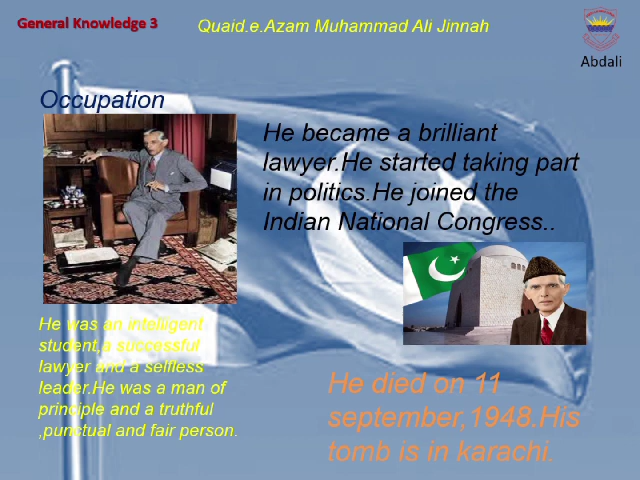 General Knowledge 3
Quaid.e.Azam Muhammad Ali Jinnah
Abdali
Occupation
He became a brilliant
lawyer.He started taking part
in politics.He joined the
Indian National Congress..
He was an intelligent
student,a successful
lawyer and a selfless
leader.He was a man of
principle and a truthful
,punctual and fair person.
He died on 11
september,1948.His
tomb is in karachi.